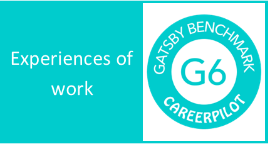 Experiences of
work
GATSBY BENCHMARK
G6
CAREERPILOT